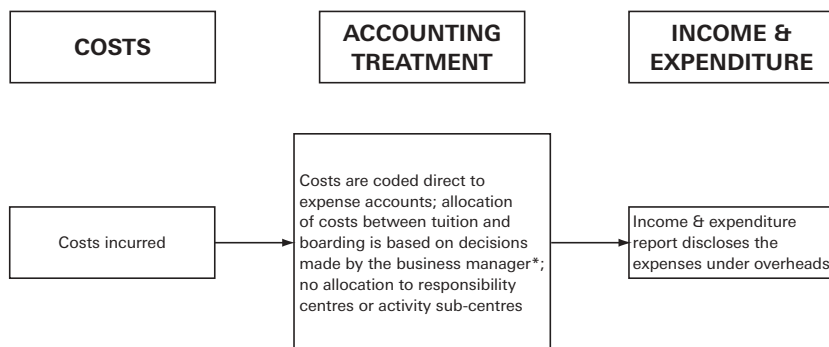 COSTS
ACCOUNTING
TREATMENT
INCOME &
EXPENDITURE
Costs incurred
Costs are coded direct to
expense accounts; allocation
of costs between tuition and
boarding is based on decisions
made by the business manager*;
no allocation to responsibility
centres or activity sub-centres
Income & expenditure
report discloses the
expenses under overheads